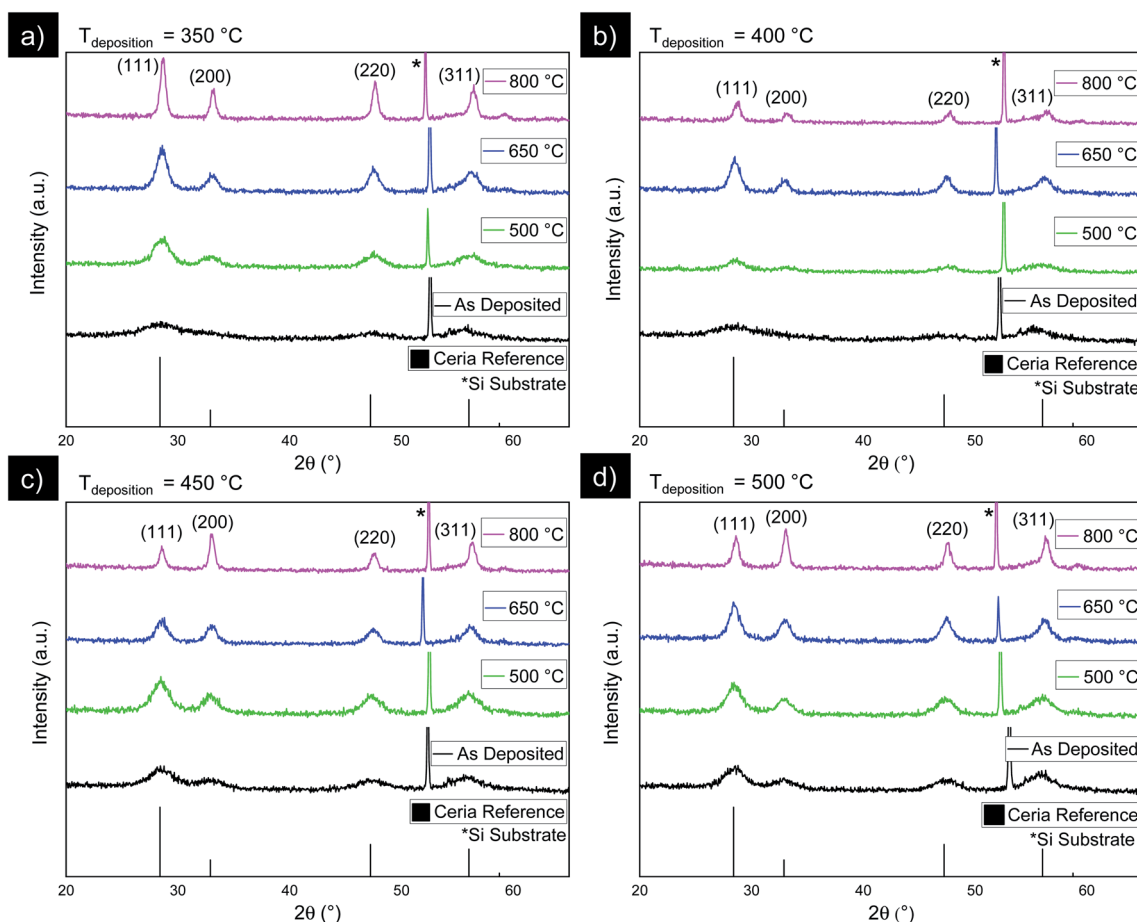 a)
T_deposition = 350 °C
(111)
(200)
(220)
*
(311)
800 °C
650 °C
500 °C
As Deposited
Ceria Reference
*Si Substrate
Intensity (a.u.)
20 30 40 50 60
2θ (°)
b)
T_deposition = 400 °C
(111)
(200)
(220)
*
(311)
800 °C
650 °C
500 °C
As Deposited
Ceria Reference
*Si Substrate
Intensity (a.u.)
20 30 40 50 60
2θ (°)
c)
T_deposition = 450 °C
(111)
(200)
(220)
*
(311)
800 °C
650 °C
500 °C
As Deposited
Ceria Reference
*Si Substrate
Intensity (a.u.)
20 30 40 50 60
2θ (°)
d)
T_deposition = 500 °C
(111)
(200)
(220)
*
(311)
800 °C
650 °C
500 °C
As Deposited
Ceria Reference
*Si Substrate
Intensity (a.u.)
20 30 40 50 60
2θ (°)